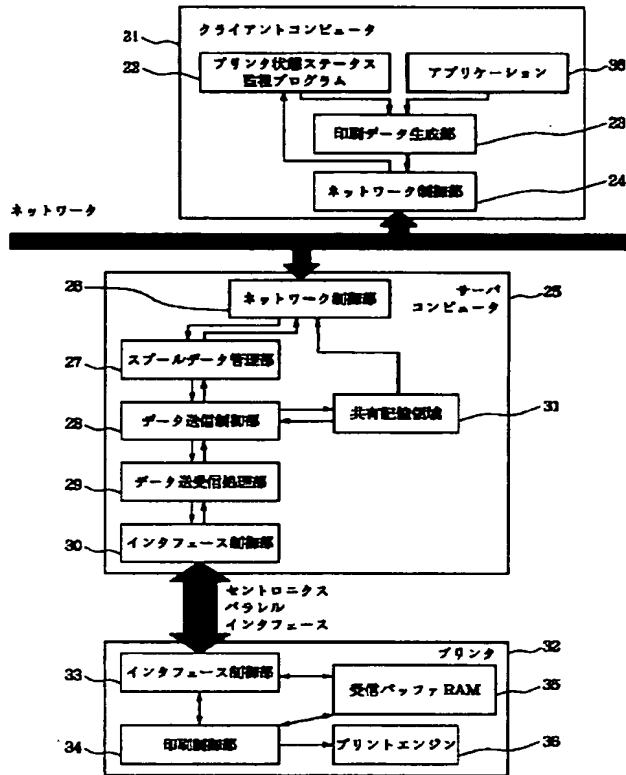 21
クライアントコンピュータ
22
プリンタ状態ステータス
監視プログラム
アプリケーション
36
印刷データ生成部
23
ネットワーク制御部
24
ネットワータ
26
ネットワーク制御部
サーバ
コンピュータ
25
27
スプールデータ管理部
28
データ送信制御部
共有記憶領域
31
29
データ送受信処理部
30
インタフェース制御部
セントロニクス
パラレル
インタフェース
プリンタ
32
33
インタフェース制御部
受信バッファRAM
35
34
印刷制御部
プリントエンジン
36